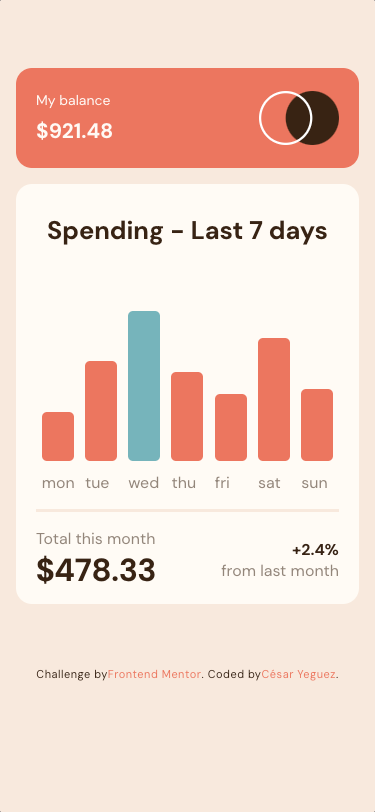 My balance
$921.48
Spending - Last 7 days
mon tue wed thu fri sat sun
Total this month
$478.33
+2.4%
from last month
Challenge byFrontend Mentor. Coded byCésar Yeguez.